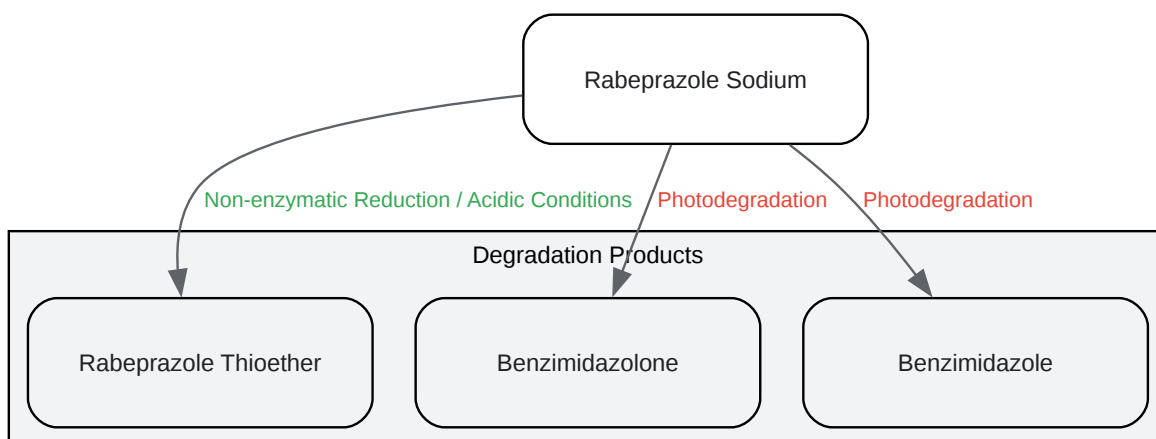 Rabeprazole Sodium
Non-enzymatic Reduction / Acidic Conditions
Photodegradation
Photodegradation
Degradation Products
Rabeprazole Thioether
Benzimidazolone
Benzimidazole